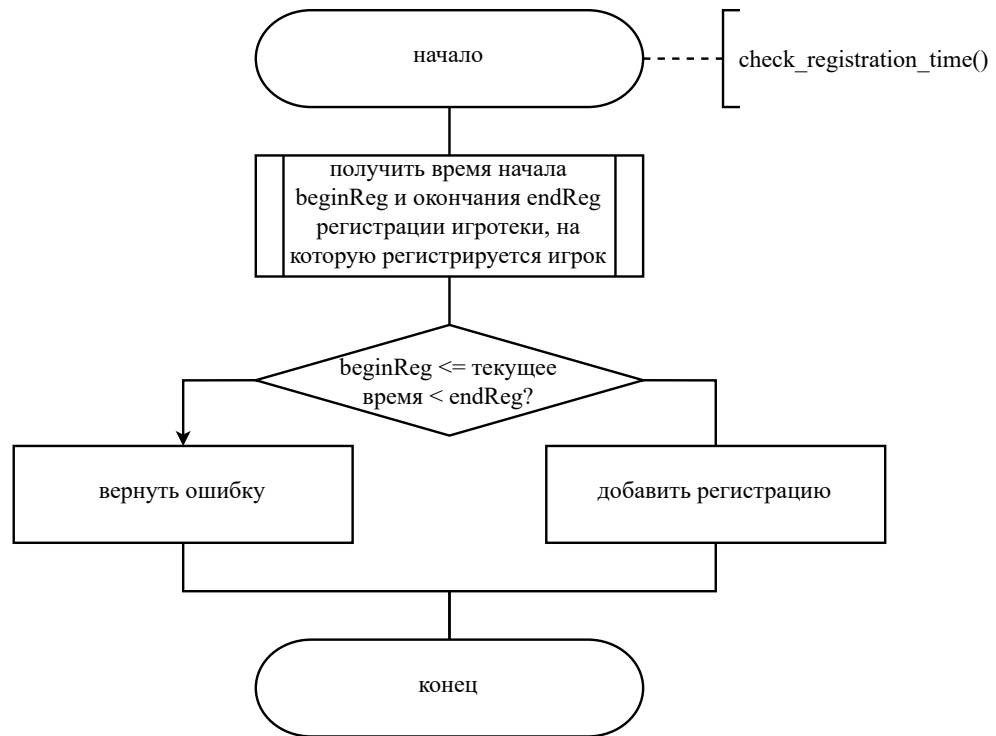 начало
check_registration_time()
получить время начала
beginReg и окончания endReg
регистрации игротеки, на
которую регистрируется игрок
beginReg <= текущее
время < endReg?
вернуть ошибку
добавить регистрацию
конец